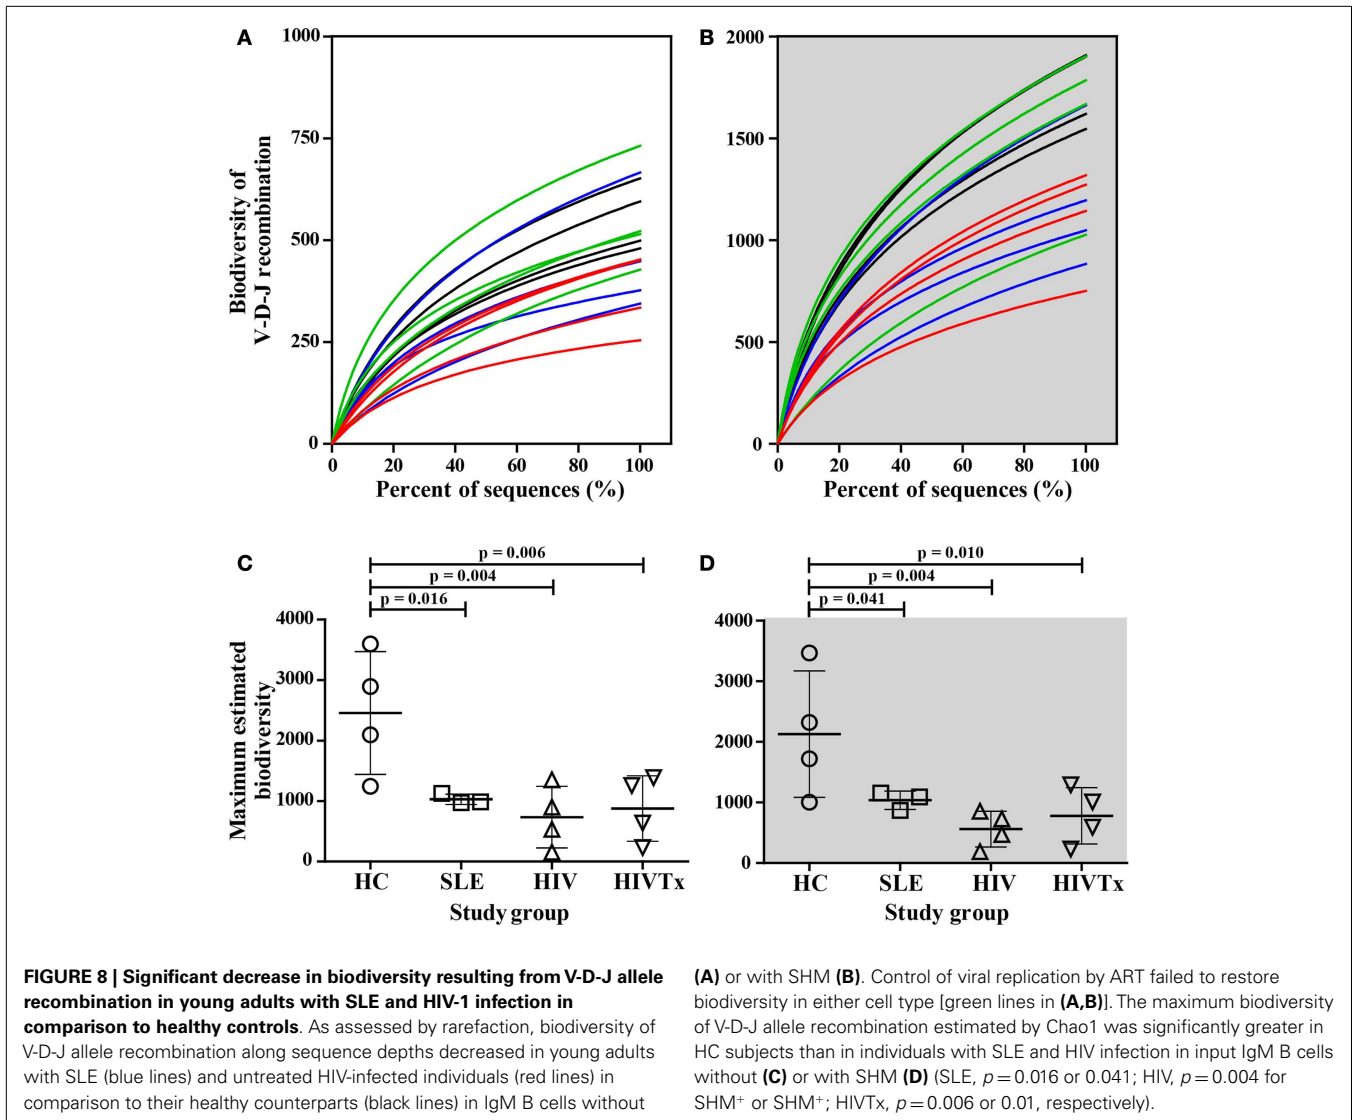 A
1000
750
500
250
0
Biodiversity of
V-D-J recombination
0 20 40 60 80 100
Percent of sequences (%)
B
2000
1500
1000
500
0
0 20 40 60 80 100
Percent of sequences (%)
C
p = 0.006
p = 0.004
p = 0.016
4000
3000
2000
1000
0
Maximum estimated
biodiversity
HC SLE HIV HIVTx
Study group
D
p = 0.010
p = 0.004
p = 0.041
4000
3000
2000
1000
0
HC SLE HIV HIVTx
Study group
FIGURE 8 | Significant decrease in biodiversity resulting from V-D-J allele
recombination in young adults with SLE and HIV-1 infection in
comparison to healthy controls. As assessed by rarefaction, biodiversity of
V-D-J allele recombination along sequence depths decreased in young adults
with SLE (blue lines) and untreated HIV-infected individuals (red lines) in
comparison to their healthy counterparts (black lines) in IgM B cells without
(A) or with SHM (B). Control of viral replication by ART failed to restore
biodiversity in either cell type [green lines in (A,B)]. The maximum biodiversity
of V-D-J allele recombination estimated by Chao1 was significantly greater in
HC subjects than in individuals with SLE and HIV infection in input IgM B cells
without (C) or with SHM (D) (SLE, p = 0.016 or 0.041; HIV, p = 0.004 for
SHM⁺ or SHM⁺; HIVTx, p = 0.006 or 0.01, respectively).